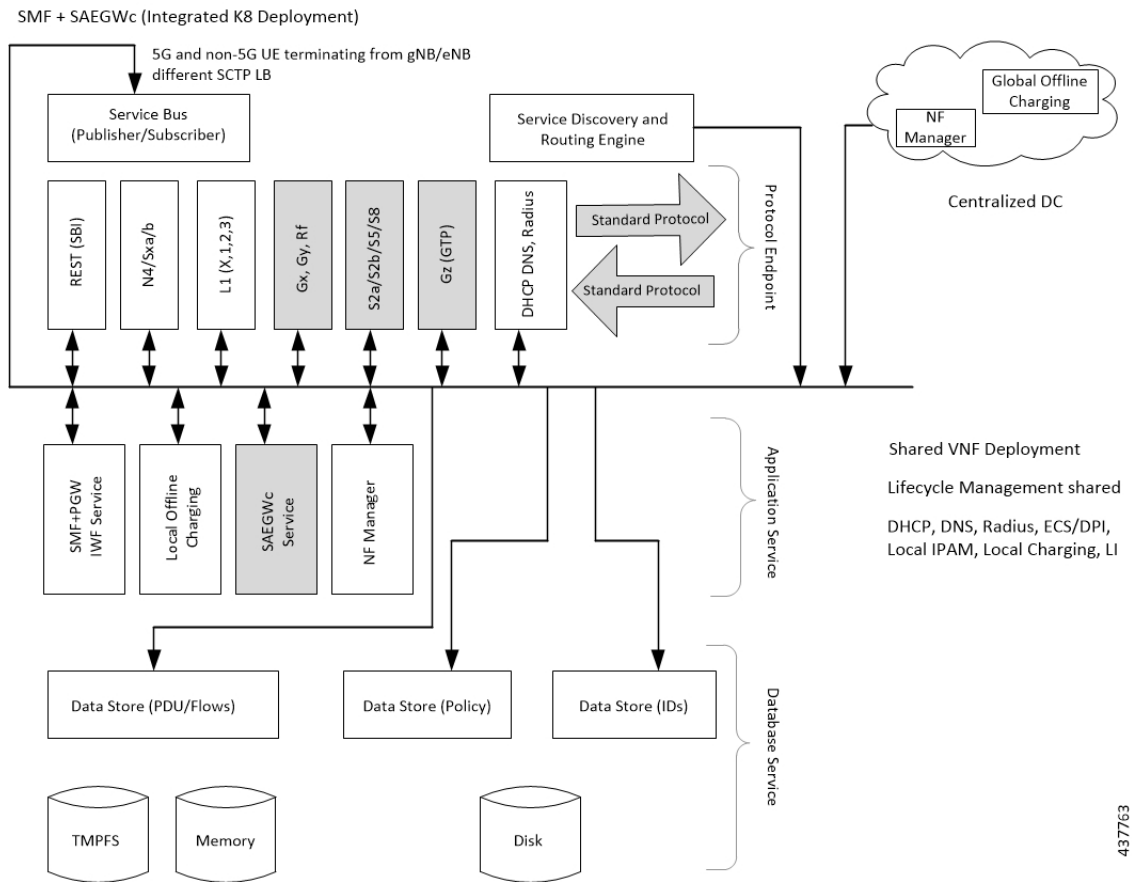 SMF + SAEGWc (Integrated K8 Deployment)
5G and non-5G UE terminating from gNB/eNB
different SCTP LB
Service Bus
(Publisher/Subscriber)
Service Discovery and
Routing Engine
Global Offline
Charging
NF
Manager
Centralized DC
REST (SBI)
N4/Sxa/b
L1 (X,1,2,3)
Gx, Gy, Rf
S2a/S2b/S5/S8
Gz (GTP)
DHCP DNS, Radius
Standard Protocol
Standard Protocol
Protocol Endpoint
SMF+PGW
IWF Service
Local Offline
Charging
SAEGWc
Service
NF Manager
Application Service
Shared VNF Deployment
Lifecycle Management shared
DHCP, DNS, Radius, ECS/DPI,
Local IPAM, Local Charging, LI
Data Store (PDU/Flows)
Data Store (Policy)
Data Store (IDs)
Database Service
TMPFS
Memory
Disk
437763